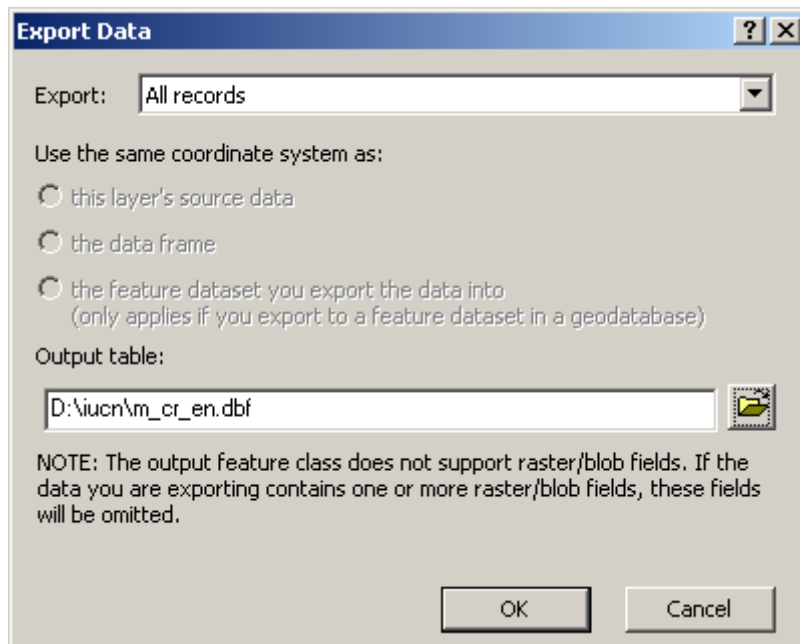 Export Data
Export: All records
Use the same coordinate system as:
this layer's source data
the data frame
the feature dataset you export the data into
(only applies if you export to a feature dataset in a geodatabase)
Output table:
D:\iucn\m_cr_en.dbf
NOTE: The output feature class does not support raster/blob fields. If the
data you are exporting contains one or more raster/blob fields, these fields
will be omitted.
OK Cancel